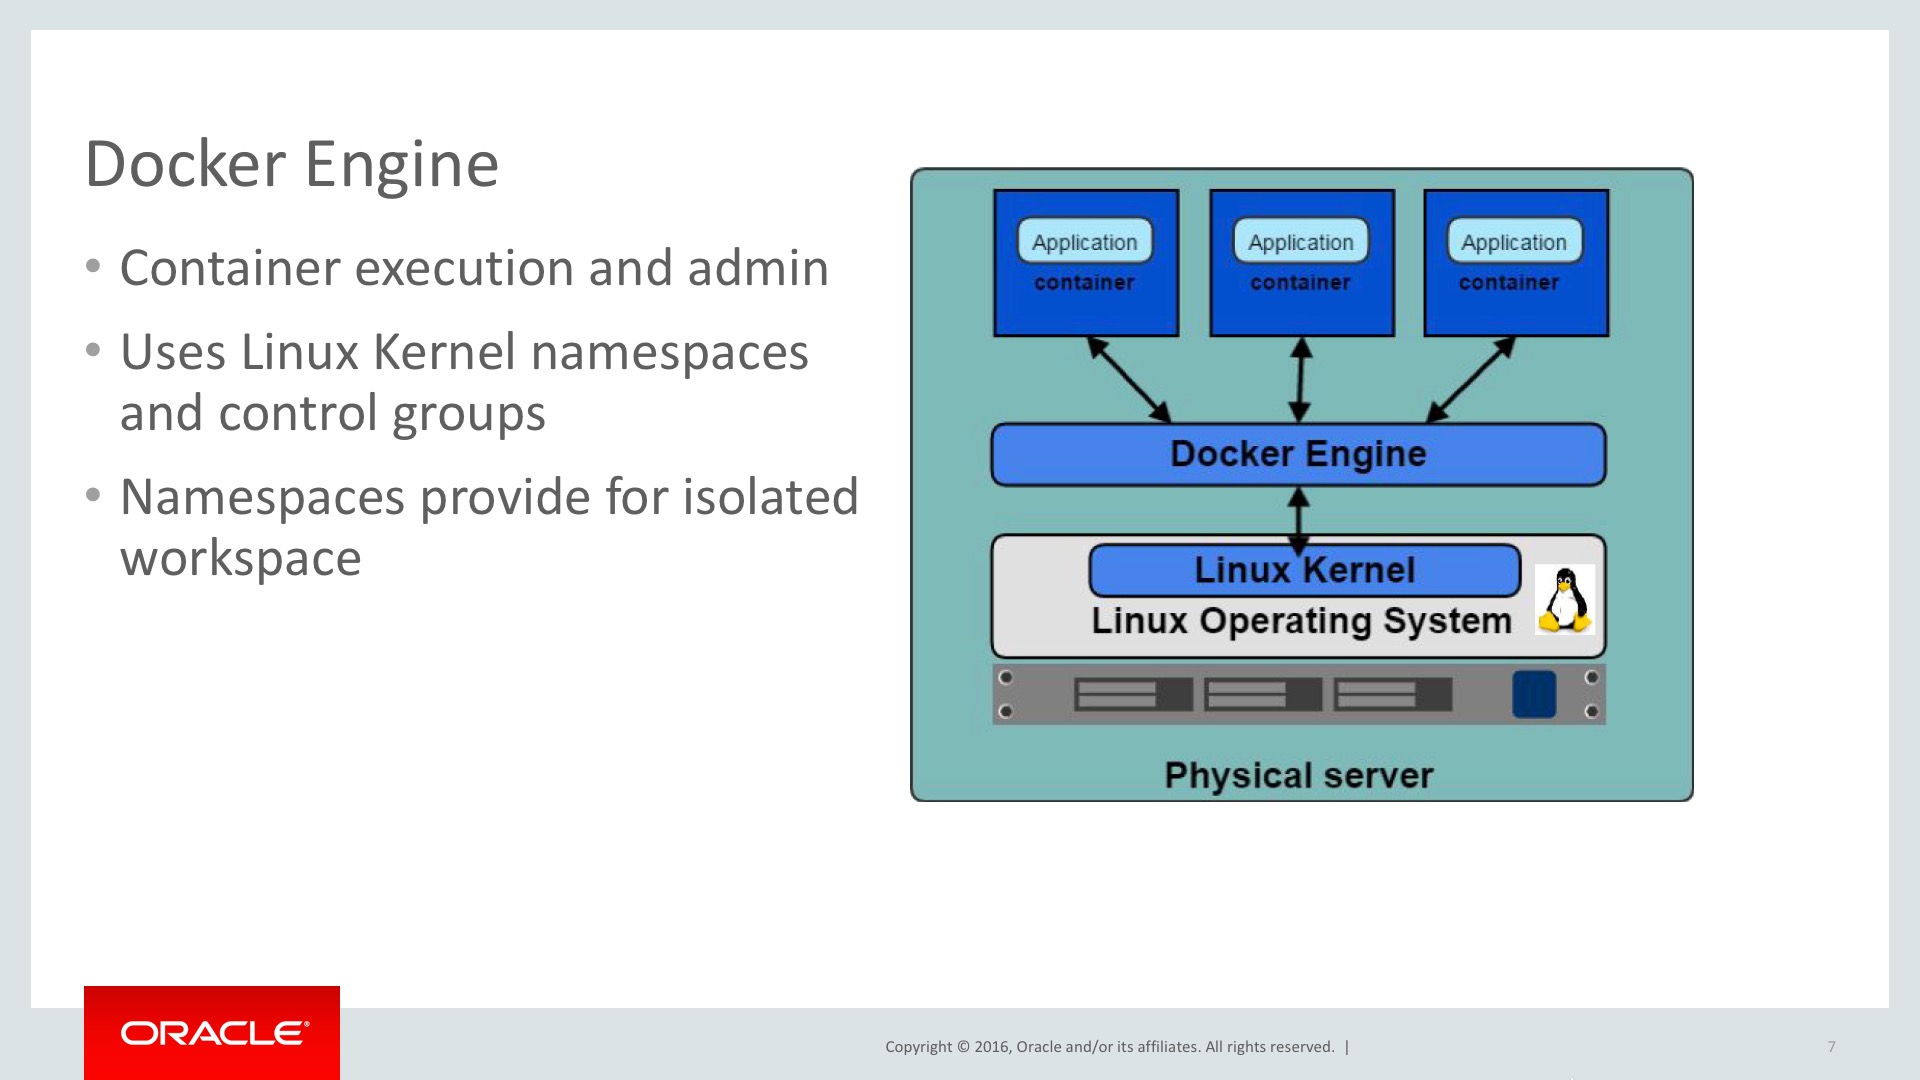 Docker Engine
• Container execution and admin
• Uses Linux Kernel namespaces
and control groups
• Namespaces provide for isolated
workspace
Application Application Application
container container container
Docker Engine
Linux Kernel
Linux Operating System
Physical server
ORACLE®
Copyright © 2016, Oracle and/or its affiliates. All rights reserved. |
7